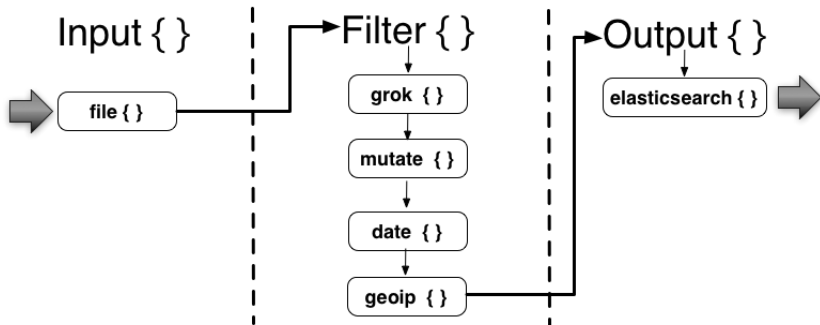 Input { }
file { }
Filter { }
grok { }
mutate { }
date { }
geoip { }
Output { }
elasticsearch { }